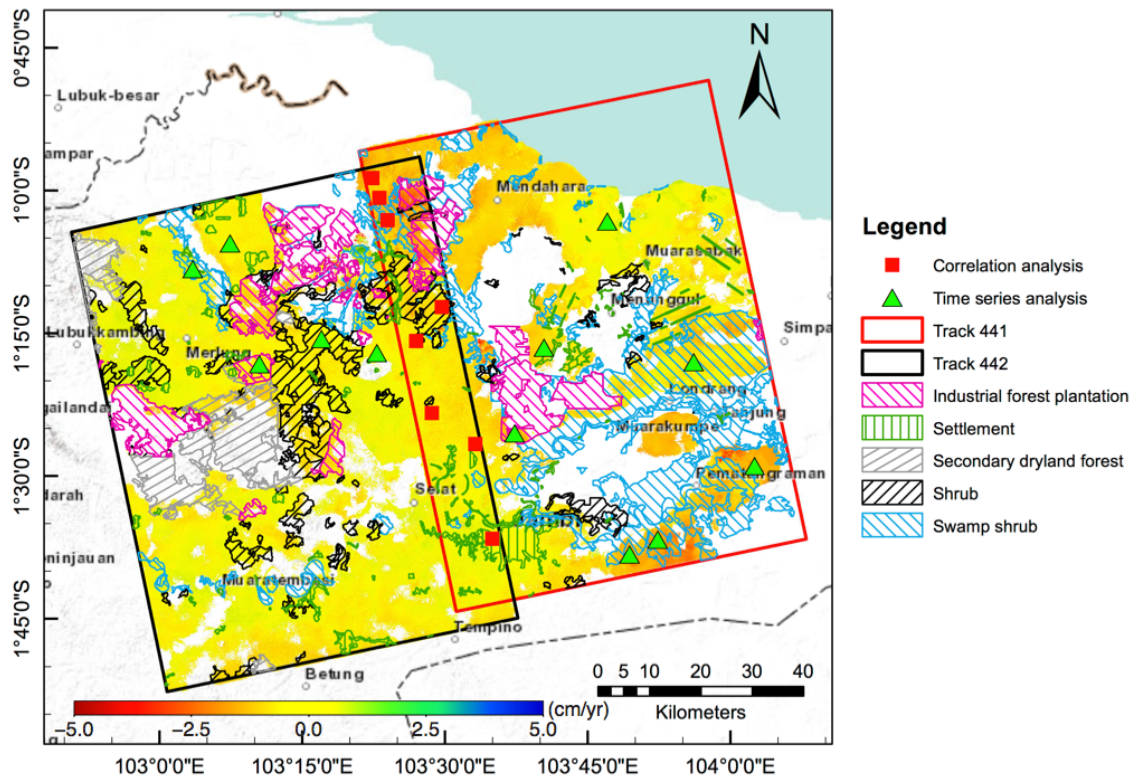 N
0°45'0"S
1°0'0"S
1°15'0"S
1°30'0"S
1°45'0"S
Lubuk-besar
ampar
Mendahara
Muarasabak
Menanggul
Simpa
Lubukkambing
Merlung
gailandai
Londrang
Tanjung
Muarakumpe
Pematangraman
darah
Selat
oninjauan
Muaratembesi
Tempino
Betung
0 5 10 20 30 40
Kilometers
−5.0 −2.5 0.0 2.5 5.0 (cm/yr)
103°0'0"E 103°15'0"E 103°30'0"E 103°45'0"E 104°0'0"E
Legend
Correlation analysis
Time series analysis
Track 441
Track 442
Industrial forest plantation
Settlement
Secondary dryland forest
Shrub
Swamp shrub